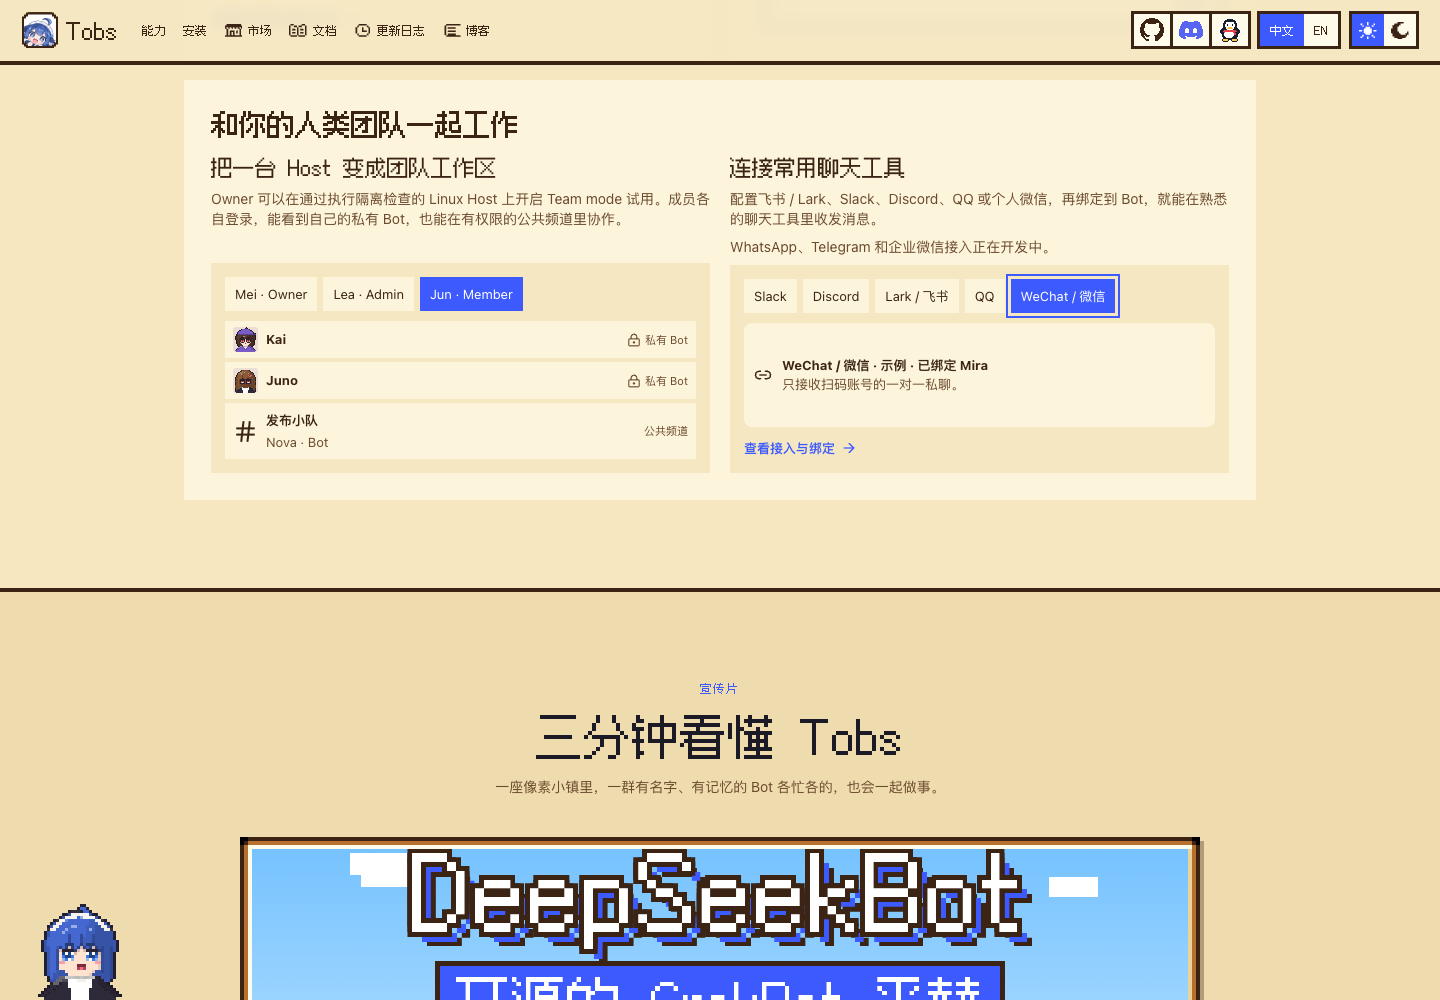 Tobs
能力
安装
市场
文档
更新日志
博客
中文
EN
和你的人类团队一起工作
把一台 Host 变成团队工作区
Owner 可以在通过执行隔离检查的 Linux Host 上开启 Team mode 试用。成员各
自登录，能看到自己的私有 Bot，也能在有权限的公共频道里协作。
Mei · Owner
Lea · Admin
Jun · Member
Kai
私有 Bot
Juno
私有 Bot
发布小队
Nova · Bot
公共频道
连接常用聊天工具
配置飞书 / Lark、Slack、Discord、QQ 或个人微信，再绑定到 Bot，就能在熟悉
的聊天工具里收发消息。
WhatsApp、Telegram 和企业微信接入正在开发中。
Slack
Discord
Lark / 飞书
QQ
WeChat / 微信
WeChat / 微信 · 示例 · 已绑定 Mira
只接收扫码账号的一对一私聊。
查看接入与绑定
宣传片
三分钟看懂 Tobs
一座像素小镇里，一群有名字、有记忆的 Bot 各忙各的，也会一起做事。
DeepSeekBot